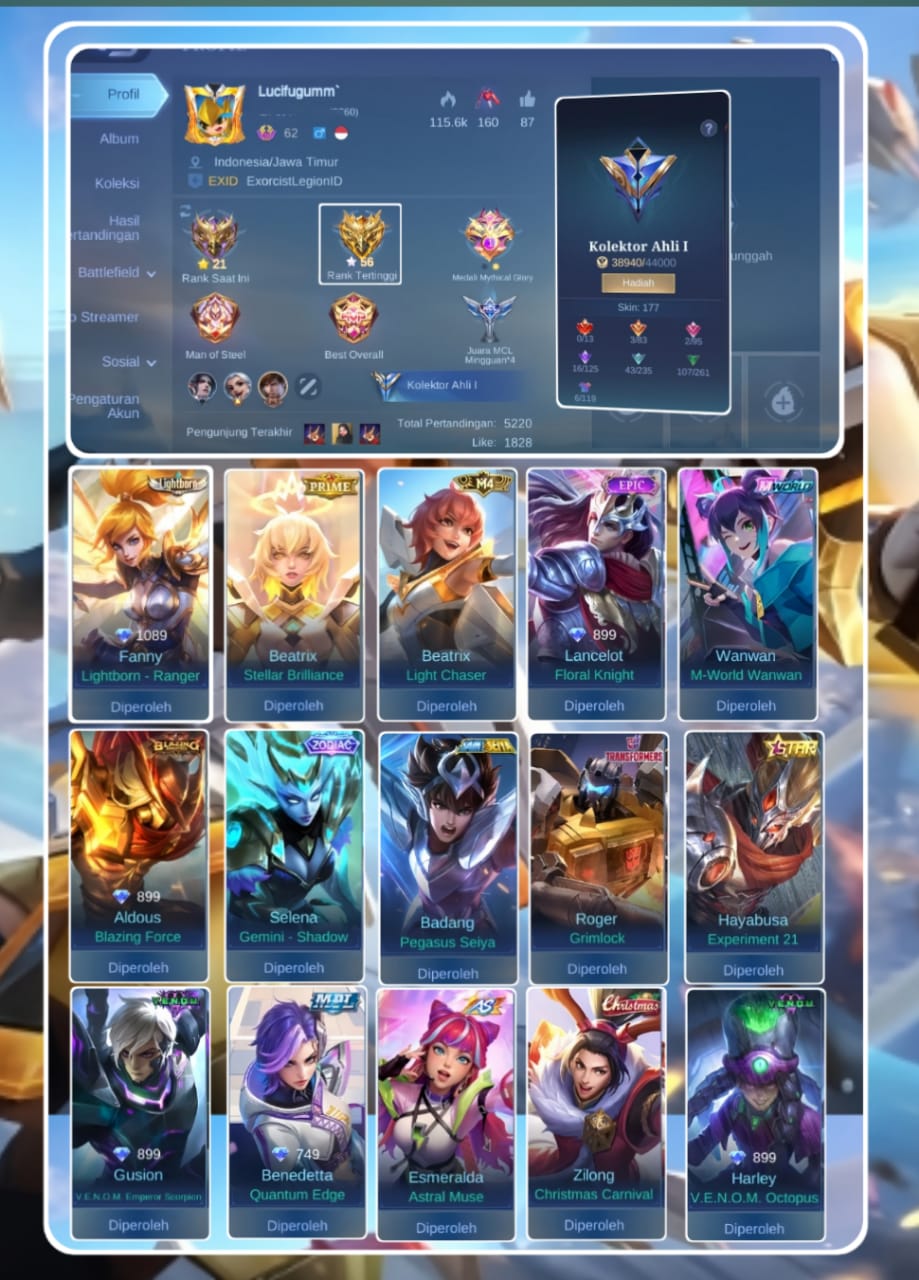 Profil
Album
Koleksi
Hasil
ertandingan
Battlefield
o Streamer
Sosial
Pengaturan
Akun
Lucifugumm`
62
Indonesia/Jawa Timur
EXID ExorcistLegionID
115.6k 160 87
21
Rank Saat Ini
56
Rank Tertinggi
Medali Mythical Glory
Man of Steel
Best Overall
Juara MCL
Mingguan*4
Kolektor Ahli I
Pengunjung Terakhir
Total Pertandingan: 5220
Like: 1828
?
Kolektor Ahli I
38940/44000
Hadiah
Skin: 177
0/13 3/83 2/95
16/125 43/235 107/261
6/119
unggah
Lightborn
1089
Fanny
Lightborn - Ranger
Diperoleh
PRIME
Beatrix
Stellar Brilliance
Diperoleh
M4
Beatrix
Light Chaser
Diperoleh
EPIC
899
Lancelot
Floral Knight
Diperoleh
M WORLD
Wanwan
M-World Wanwan
Diperoleh
BLAZING
899
Aldous
Blazing Force
Diperoleh
ZODIAC
Selena
Gemini - Shadow
Diperoleh
Badang
Pegasus Seiya
Diperoleh
TRANSFORMERS
Roger
Grimlock
Diperoleh
STAR
Hayabusa
Experiment 21
Diperoleh
V.E.N.O.M.
899
Gusion
V.E.N.O.M. Emperor Scorpion
Diperoleh
MPL
749
Benedetta
Quantum Edge
Diperoleh
AS
Esmeralda
Astral Muse
Diperoleh
Christmas
Zilong
Christmas Carnival
Diperoleh
V.E.N.O.M.
899
Harley
V.E.N.O.M. Octopus
Diperoleh